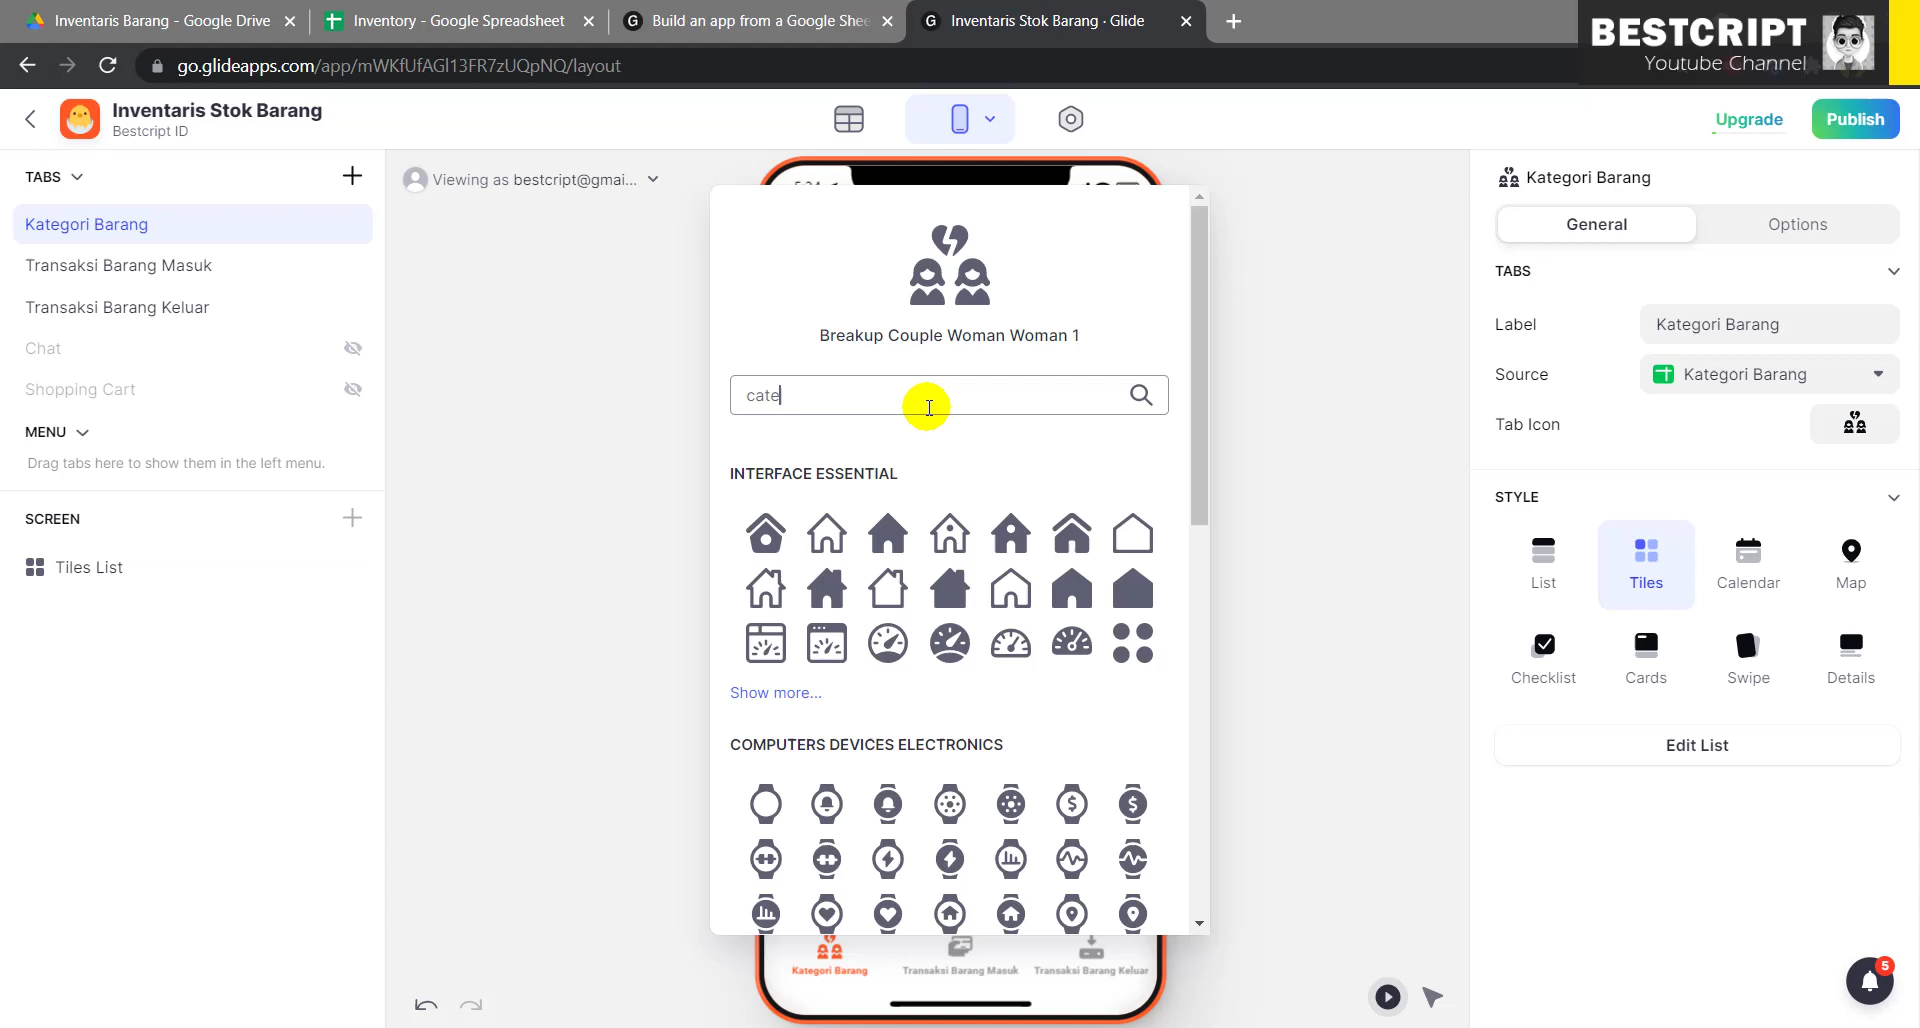 Inventaris Barang - Google Drive
Inventory - Google Spreadsheet
Build an app from a Google Shee
Inventaris Stok Barang · Glide
BESTCRIPT
Youtube Channel
go.glideapps.com/app/mWKfUfAGl13FR7zUQpNQ/layout
Inventaris Stok Barang
Bestcript ID
Upgrade
Publish
TABS
Kategori Barang
Transaksi Barang Masuk
Transaksi Barang Keluar
Chat
Shopping Cart
MENU
Drag tabs here to show them in the left menu.
SCREEN
Tiles List
Viewing as bestcript@gmai...
Breakup Couple Woman Woman 1
cate
INTERFACE ESSENTIAL
Show more...
COMPUTERS DEVICES ELECTRONICS
Kategori Barang
Transaksi Barang Masuk
Transaksi Barang Keluar
Kategori Barang
General
Options
TABS
Label
Kategori Barang
Source
Kategori Barang
Tab Icon
STYLE
List
Tiles
Calendar
Map
Checklist
Cards
Swipe
Details
Edit List
5